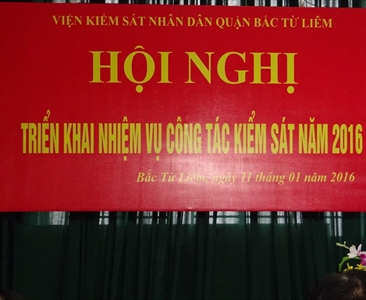 VIỆN KIỂM SÁT NHÂN DÂN QUẬN BẮC TỪ LIÊM
HỘI NGHỊ
TRIỂN KHAI NHIỆM VỤ CÔNG TÁC KIỂM SÁT NĂM 2016
Bắc Từ Liêm, ngày 11 tháng 01 năm 2016